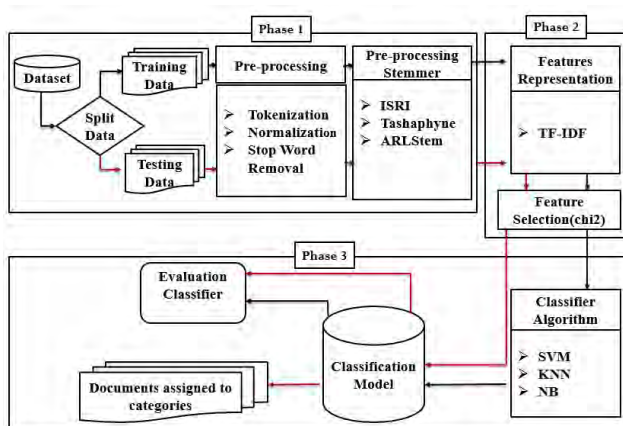 Phase 1
Phase 2
Dataset
Split
Data
Training
Data
Testing
Data
Pre-processing
➢ Tokenization
➢ Normalization
➢ Stop Word
Removal
Pre-processing
Stemmer
➢ ISRI
➢ Tashaphyne
➢ ARLStem
Features
Representation
➢ TF-IDF
Feature
Selection(chi2)
Phase 3
Evaluation
Classifier
Documents assigned to
categories
Classification
Model
Classifier
Algorithm
➢ SVM
➢ KNN
➢ NB